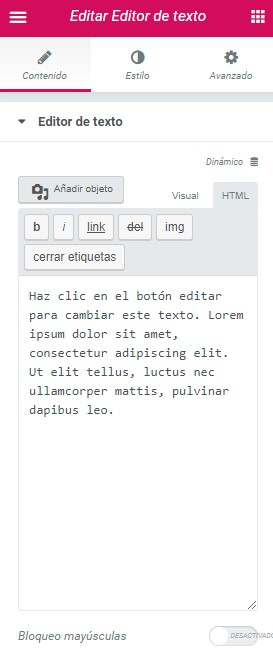 Editar Editor de texto
Contenido Estilo Avanzado
Editor de texto
Dinámico
Añadir objeto Visual HTML
b i link del img
cerrar etiquetas
Haz clic en el botón editar
para cambiar este texto. Lorem
ipsum dolor sit amet,
consectetur adipiscing elit.
Ut elit tellus, luctus nec
ullamcorper mattis, pulvinar
dapibus leo.
Bloqueo mayúsculas DESACTIVADO